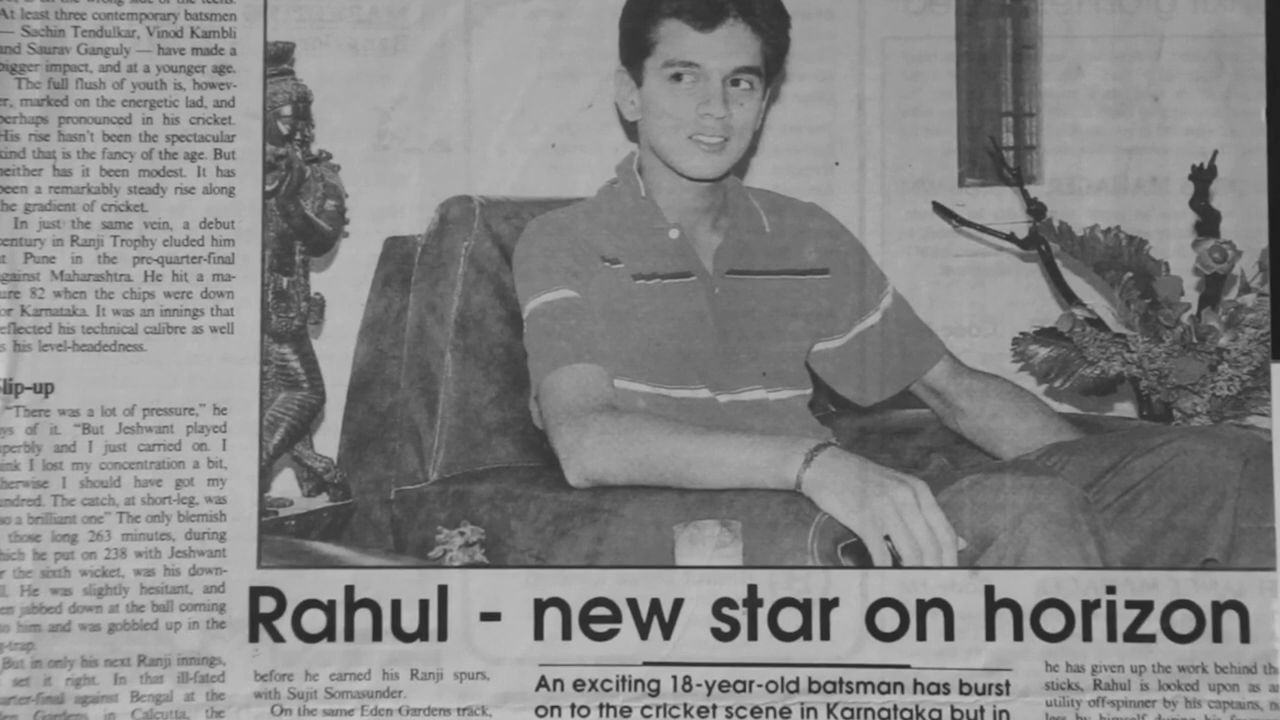 At least three contemporary batsmen
— Sachin Tendulkar, Vinod Kambli
and Saurav Ganguly — have made a
bigger impact, and at a younger age.
The full flush of youth is, howev-
er, marked on the energetic lad, and
perhaps pronounced in his cricket.
His rise hasn't been the spectacular
kind that is the fancy of the age. But
neither has it been modest. It has
been a remarkably steady rise along
the gradient of cricket.
In just the same vein, a debut
century in Ranji Trophy eluded him
at Pune in the pre-quarter-final
against Maharashtra. He hit a ma-
ture 82 when the chips were down
for Karnataka. It was an innings that
reflected his technical calibre as well
as his level-headedness.
Slip-up
"There was a lot of pressure," he
says of it. "But Jeshwant played
superbly and I just carried on. I
think I lost my concentration a bit,
otherwise I should have got my
hundred. The catch, at short-leg, was
also a brilliant one" The only blemish
in those long 263 minutes, during
which he put on 238 with Jeshwant
for the sixth wicket, was his down-
He was slightly hesitant, and
jabbed down at the ball coming
to him and was gobbled up in the
But in only his next Ranji innings,
set it right. In that ill-fated
quarter-final against Bengal at the
Eden Gardens in Calcutta, the
Rahul - new star on horizon
before he earned his Ranji spurs,
with Sujit Somasunder.
On the same Eden Gardens track,
An exciting 18-year-old batsman has burst
on to the cricket scene in Karnataka but in
he has given up the work behind the
sticks, Rahul is looked upon as a
utility off-spinner by his captains,